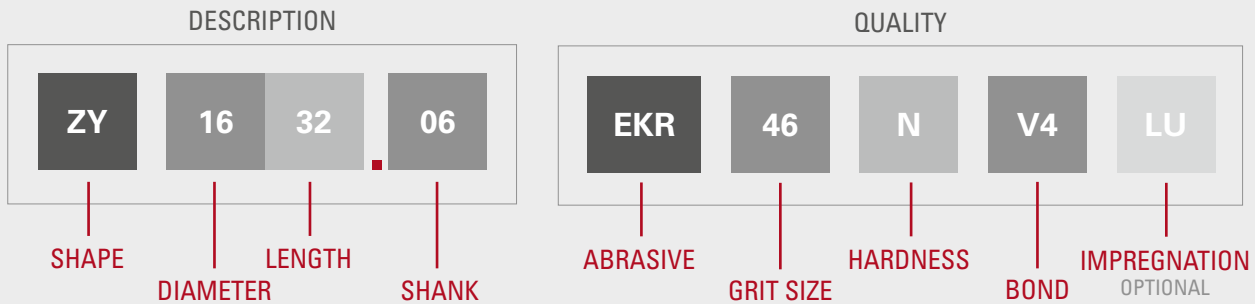 DESCRIPTION
ZY 16 32 . 06
SHAPE
DIAMETER
LENGTH
SHANK
QUALITY
EKR 46 N V4 LU
ABRASIVE
GRIT SIZE
HARDNESS
BOND
IMPREGNATION
OPTIONAL